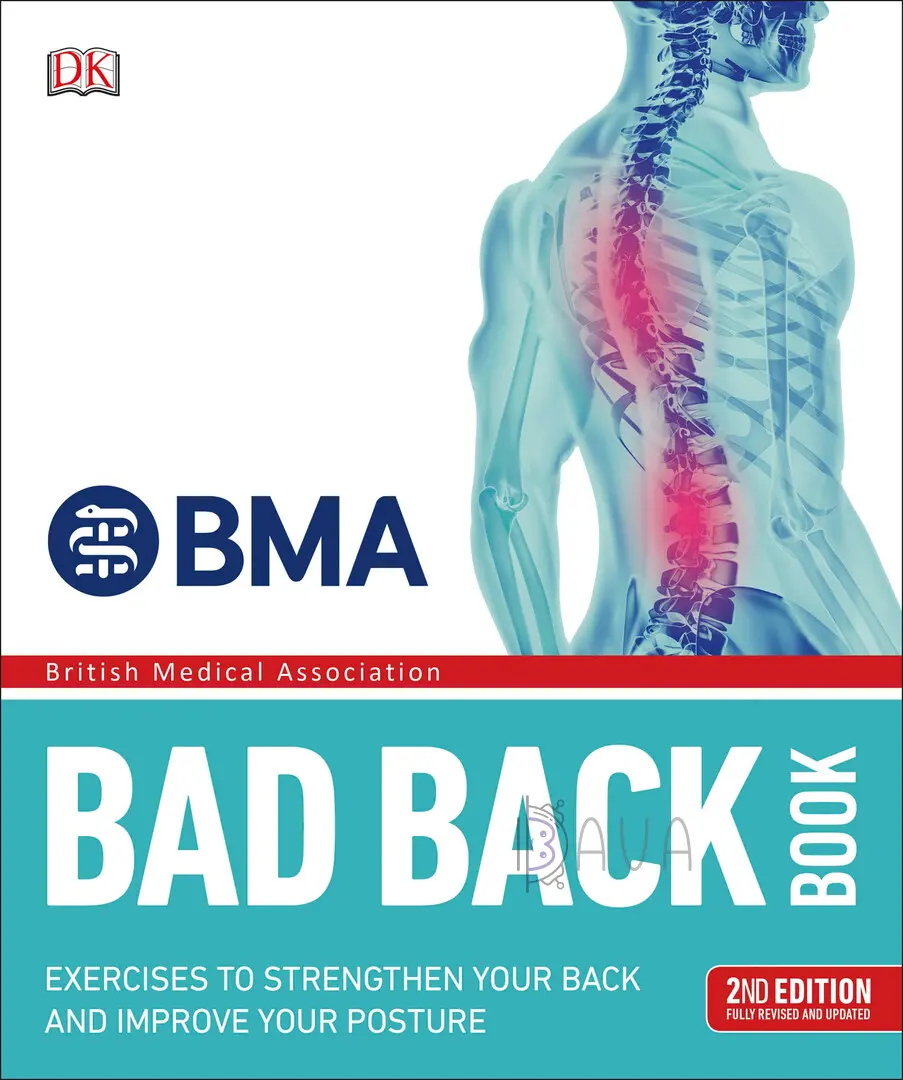 DK
BMA
British Medical Association
BAD BACK
BOOK
BAVA
EXERCISES TO STRENGTHEN YOUR BACK
AND IMPROVE YOUR POSTURE
2ND EDITION
FULLY REVISED AND UPDATED